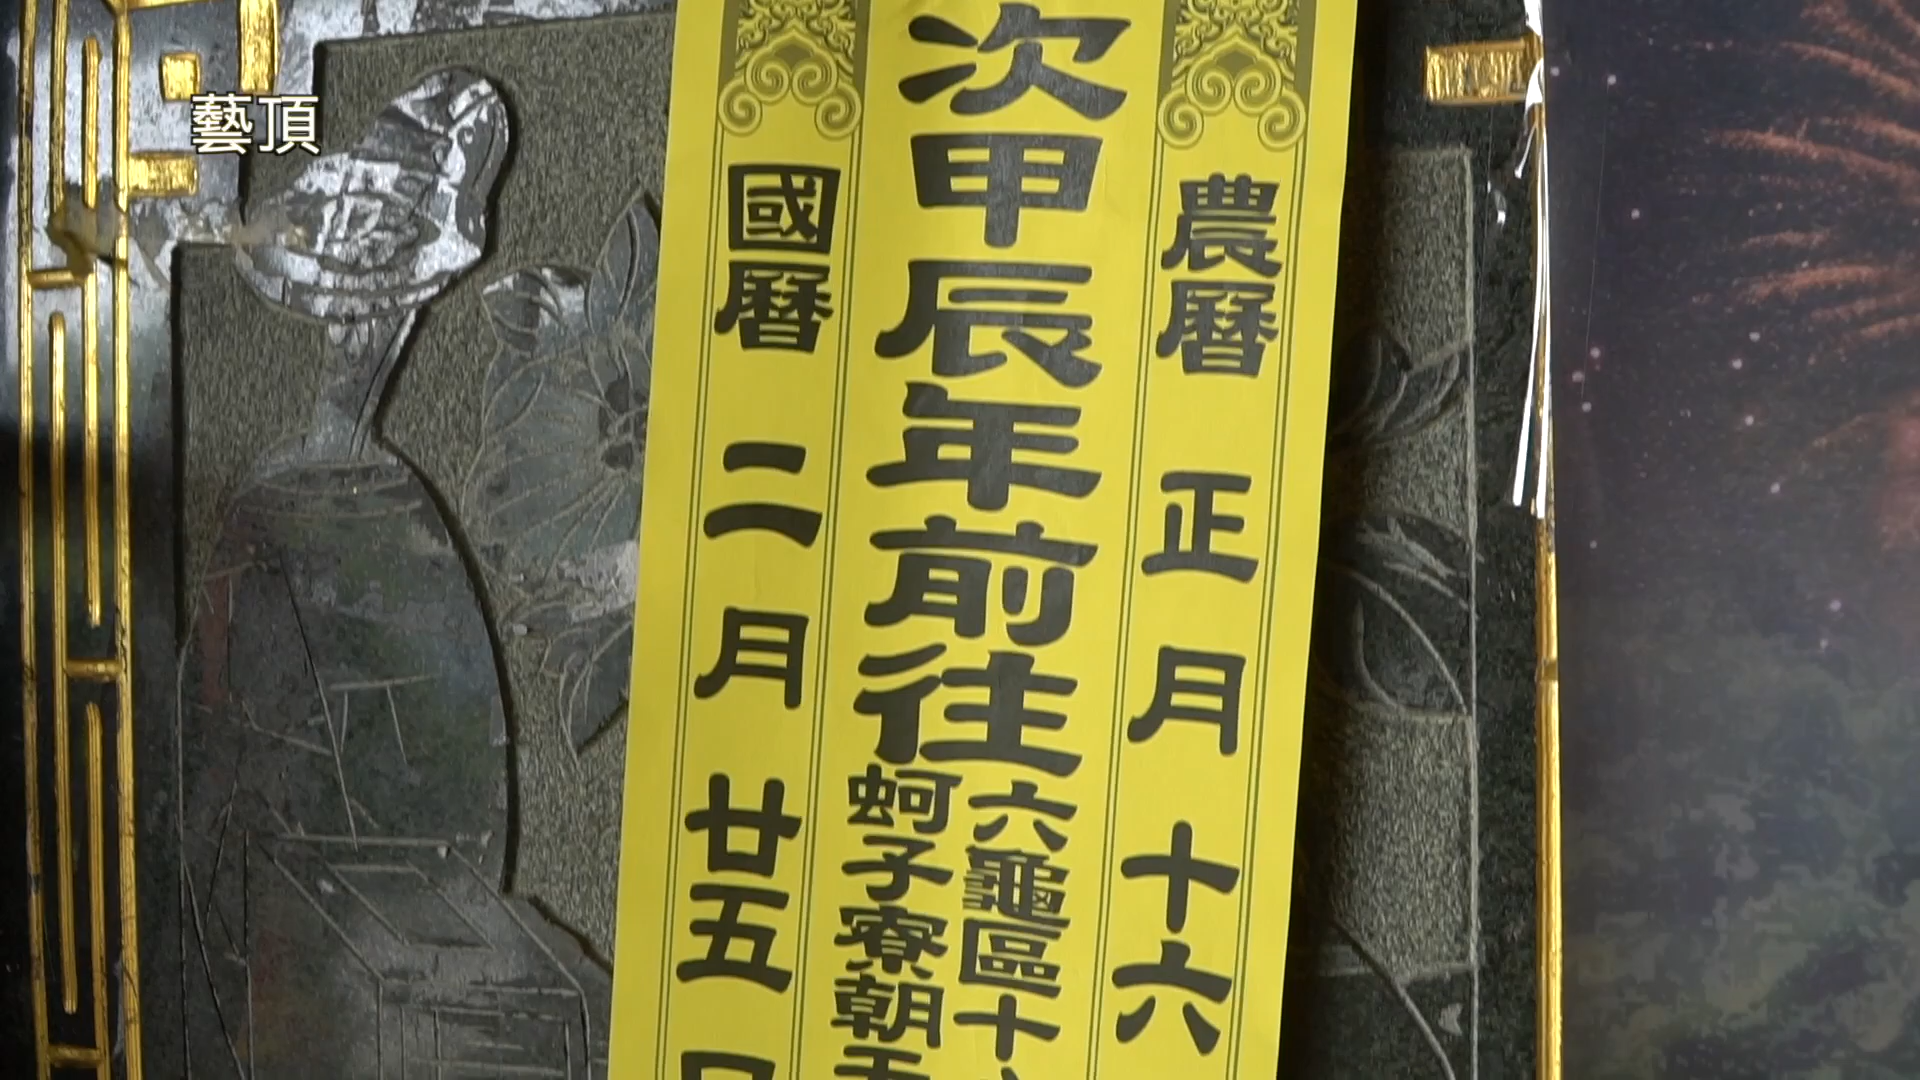 藝頂
農曆 正月 十六
次甲辰年前往
六龜區十
蚵子寮朝
國曆 二月 廿五